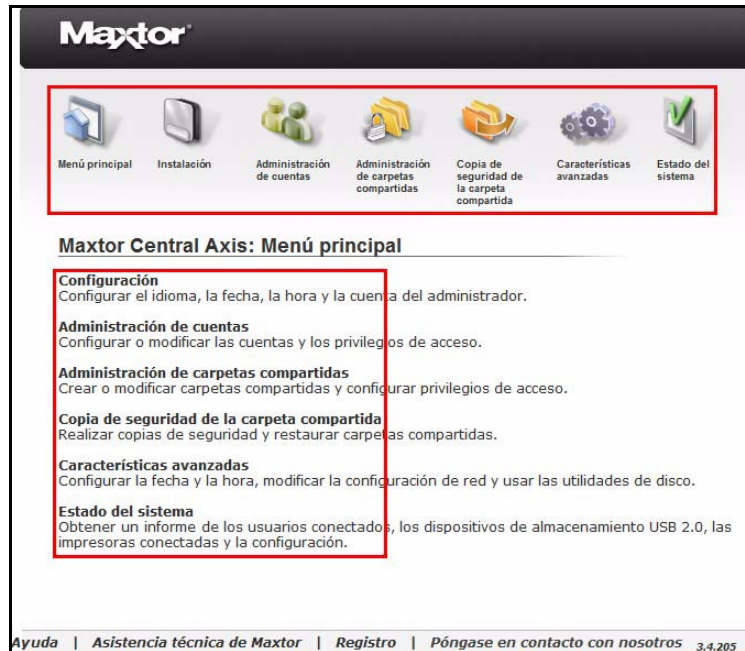 Maxtor
Menú principal
Instalación
Administración
de cuentas
Administración
de carpetas
compartidas
Copia de
seguridad de
la carpeta
compartida
Características
avanzadas
Estado del
sistema
Maxtor Central Axis: Menú principal
Configuración
Configurar el idioma, la fecha, la hora y la cuenta del administrador.
Administración de cuentas
Configurar o modificar las cuentas y los privilegios de acceso.
Administración de carpetas compartidas
Crear o modificar carpetas compartidas y configurar privilegios de acceso.
Copia de seguridad de la carpeta compartida
Realizar copias de seguridad y restaurar carpetas compartidas.
Características avanzadas
Configurar la fecha y la hora, modificar la configuración de red y usar las utilidades de disco.
Estado del sistema
Obtener un informe de los usuarios conectados, los dispositivos de almacenamiento USB 2.0, las
impresoras conectadas y la configuración.
Ayuda | Asistencia técnica de Maxtor | Registro | Póngase en contacto con nosotros 3.4.205